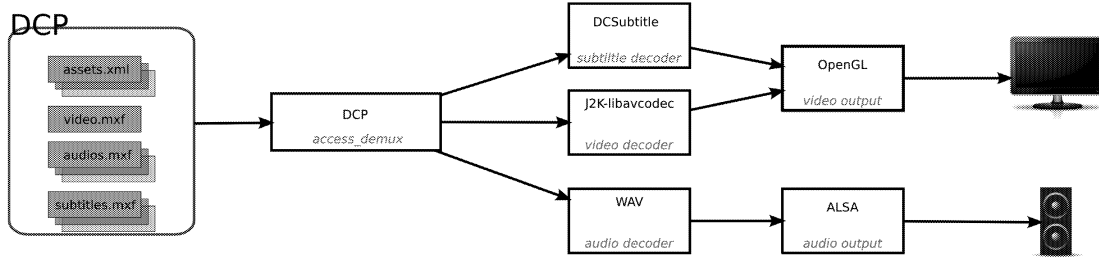 DCP
assets.xml
video.mxf
audios.mxf
subtitles.mxf
DCP
access_demux
DCSubtitle
subtiltle decoder
J2K-libavcodec
video decoder
WAV
audio decoder
OpenGL
video output
ALSA
audio output